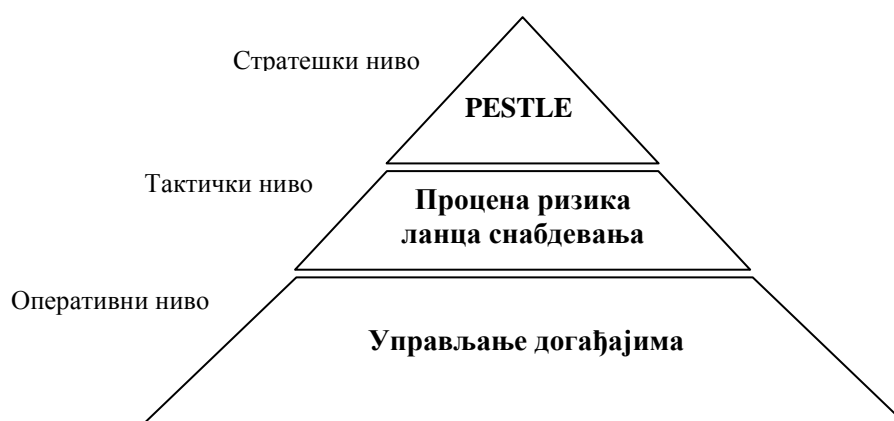 Стратешки ниво
PESTLE
Тактички ниво
Процена ризика
ланца снабдевања
Оперативни ниво
Управљање догађајима